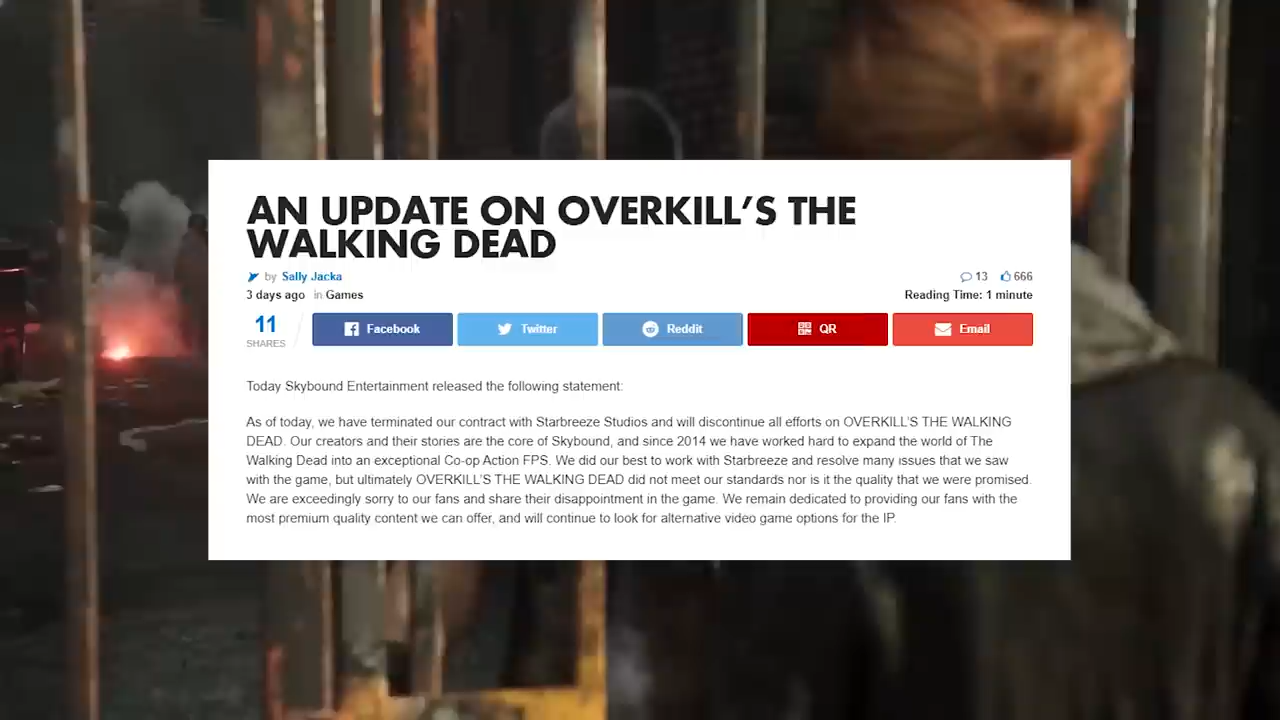 AN UPDATE ON OVERKILL'S THE
WALKING DEAD
by Sally Jacka
13 666
3 days ago in Games
Reading Time: 1 minute
11
SHARES
Facebook
Twitter
Reddit
QR
Email
Today Skybound Entertainment released the following statement:
As of today, we have terminated our contract with Starbreeze Studios and will discontinue all efforts on OVERKILL'S THE WALKING
DEAD. Our creators and their stories are the core of Skybound, and since 2014 we have worked hard to expand the world of The
Walking Dead into an exceptional Co-op Action FPS. We did our best to work with Starbreeze and resolve many issues that we saw
with the game, but ultimately OVERKILL'S THE WALKING DEAD did not meet our standards nor is it the quality that we were promised.
We are exceedingly sorry to our fans and share their disappointment in the game. We remain dedicated to providing our fans with the
most premium quality content we can offer, and will continue to look for alternative video game options for the IP.